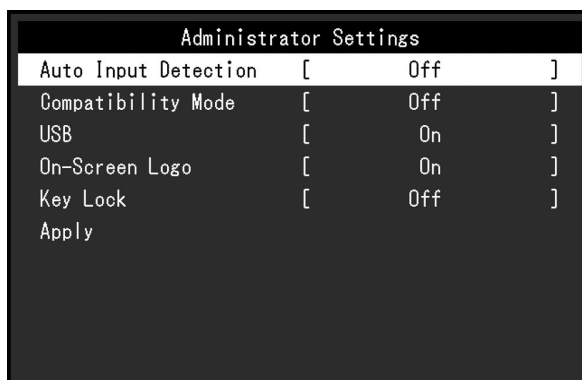 Administrator Settings
Auto Input Detection [ Off ]
Compatibility Mode [ Off ]
USB [ On ]
On-Screen Logo [ On ]
Key Lock [ Off ]
Apply